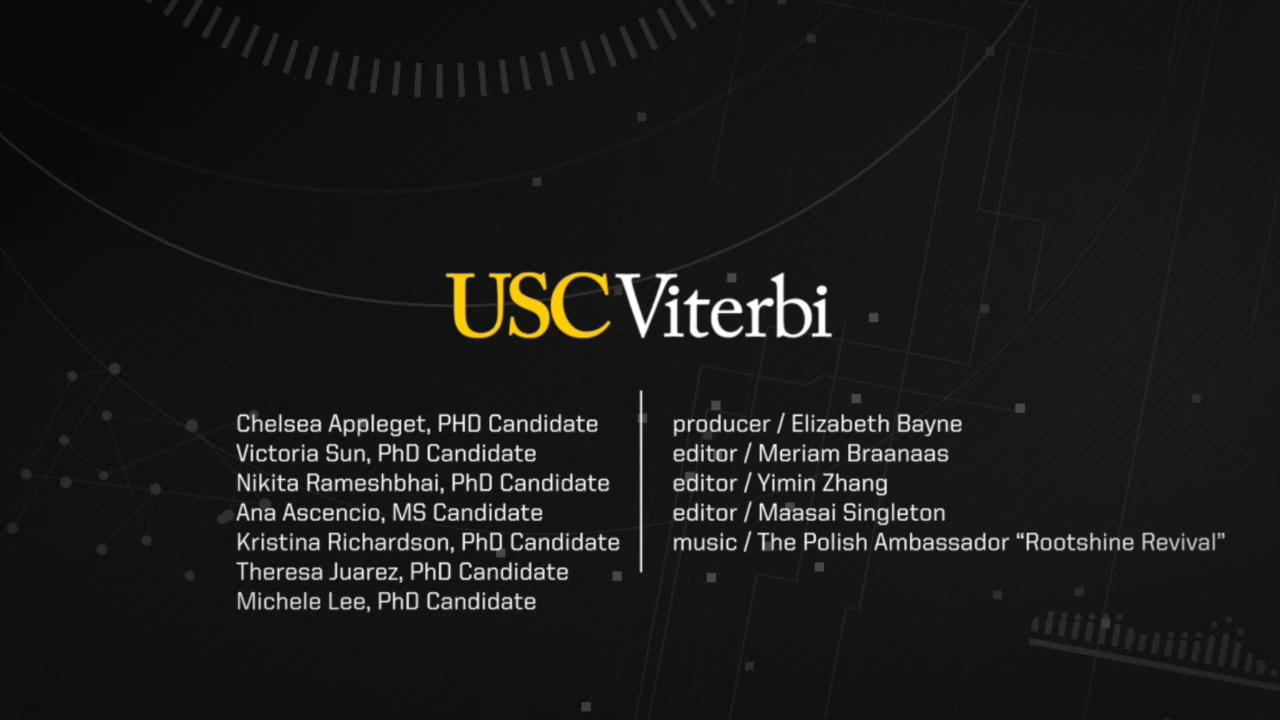 USC Viterbi
Chelsea Appleget, PHD Candidate
Victoria Sun, PhD Candidate
Nikita Rameshbhai, PhD Candidate
Ana Ascencio, MS Candidate
Kristina Richardson, PhD Candidate
Theresa Juarez, PhD Candidate
Michele Lee, PhD Candidate
producer / Elizabeth Bayne
editor / Meriam Braanaas
editor / Yimin Zhang
editor / Maasai Singleton
music / The Polish Ambassador “Rootshine Revival”